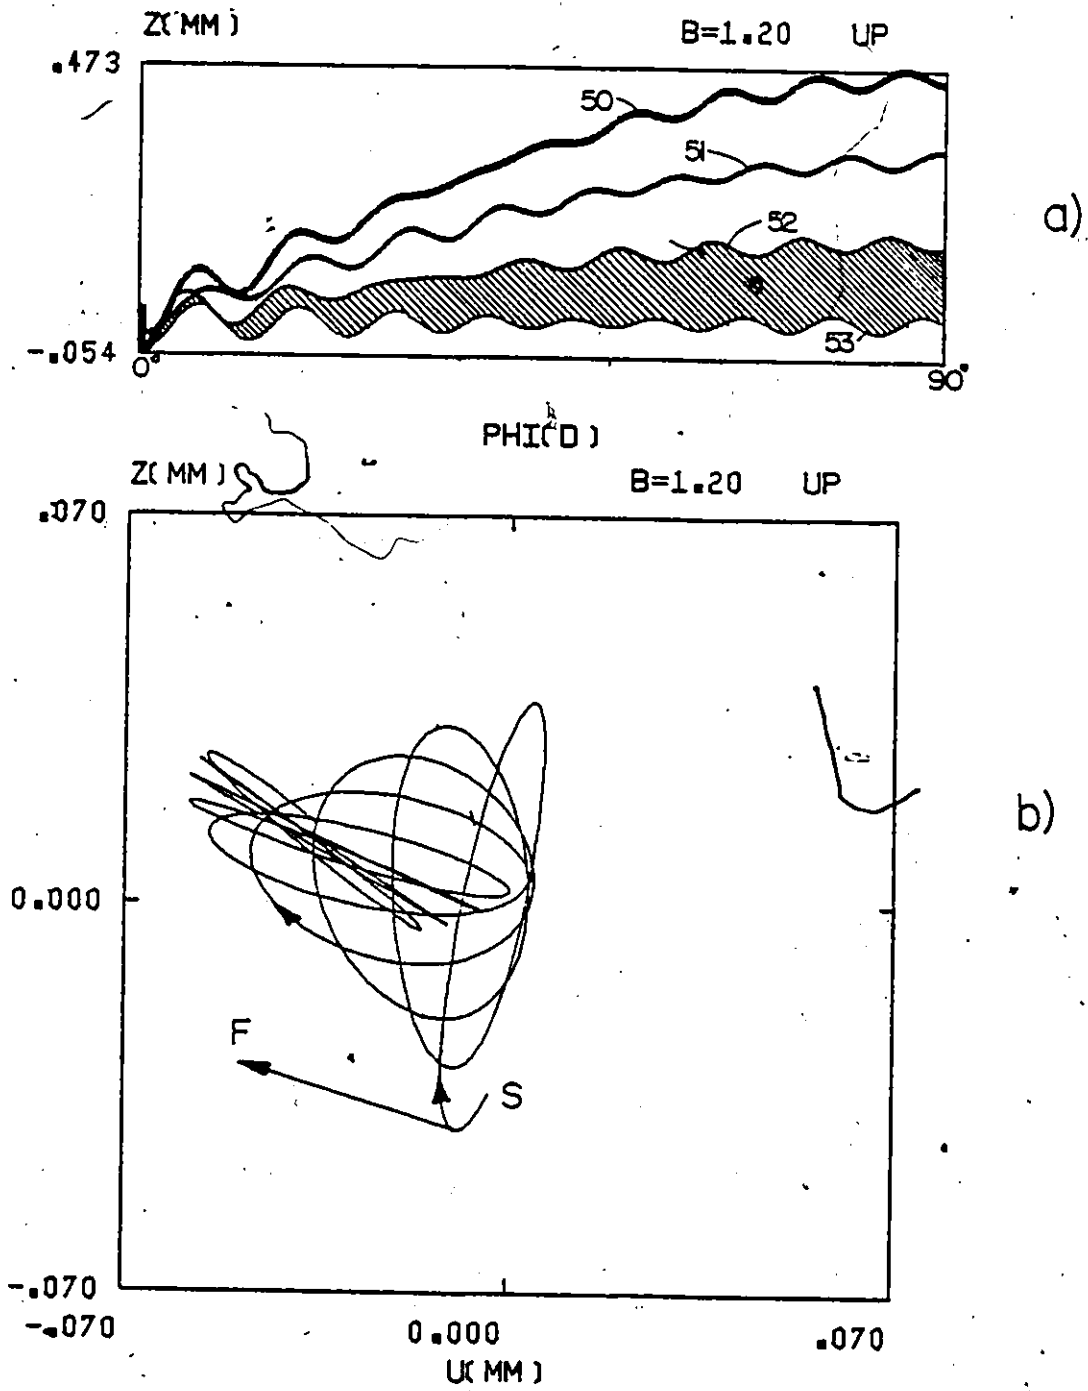 Z( MM )
B=1.20 UP
.473
50
51
a)
52
53
-.054
0°
90°
PHI( D )
Z( MM )
B=1.20 UP
.070
b)
0.000
F
S
-.070
-.070
0.000
.070
U( MM )